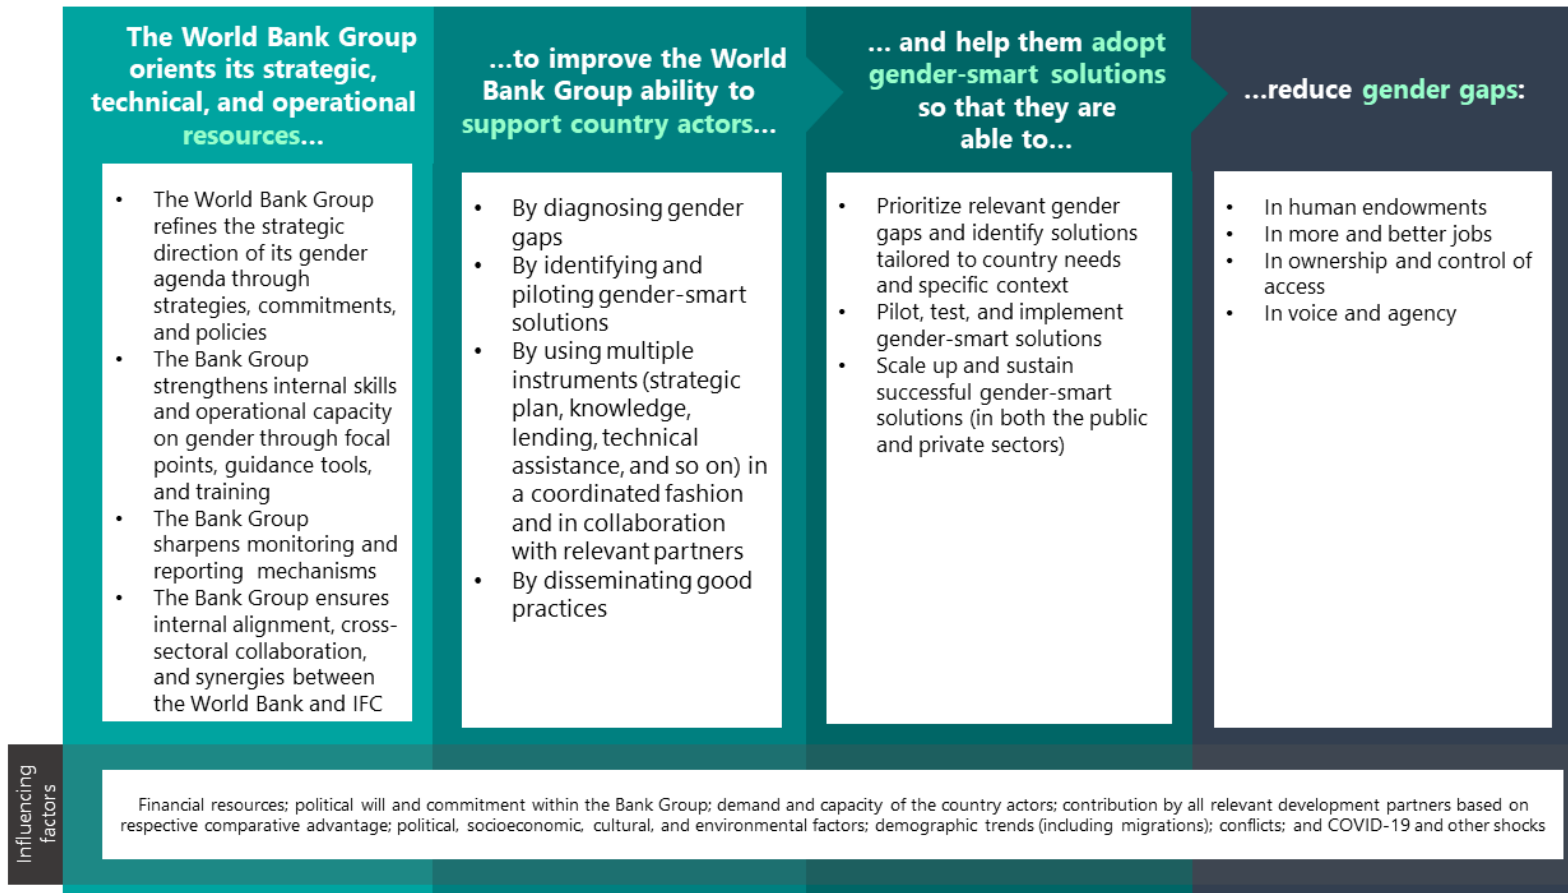 The World Bank Group
orients its strategic,
technical, and operational
resources...
• The World Bank Group
refines the strategic
direction of its gender
agenda through
strategies, commitments,
and policies
• The Bank Group
strengthens internal skills
and operational capacity
on gender through focal
points, guidance tools,
and training
• The Bank Group
sharpens monitoring and
reporting mechanisms
• The Bank Group ensures
internal alignment, cross-
sectoral collaboration,
and synergies between
the World Bank and IFC
...to improve the World
Bank Group ability to
support country actors...
• By diagnosing gender
gaps
• By identifying and
piloting gender-smart
solutions
• By using multiple
instruments (strategic
plan, knowledge,
lending, technical
assistance, and so on) in
a coordinated fashion
and in collaboration
with relevant partners
• By disseminating good
practices
... and help them adopt
gender-smart solutions
so that they are
able to...
• Prioritize relevant gender
gaps and identify solutions
tailored to country needs
and specific context
• Pilot, test, and implement
gender-smart solutions
• Scale up and sustain
successful gender-smart
solutions (in both the public
and private sectors)
...reduce gender gaps:
• In human endowments
• In more and better jobs
• In ownership and control of
access
• In voice and agency
Influencing
factors
Financial resources; political will and commitment within the Bank Group; demand and capacity of the country actors; contribution by all relevant development partners based on
respective comparative advantage; political, socioeconomic, cultural, and environmental factors; demographic trends (including migrations); conflicts; and COVID-19 and other shocks